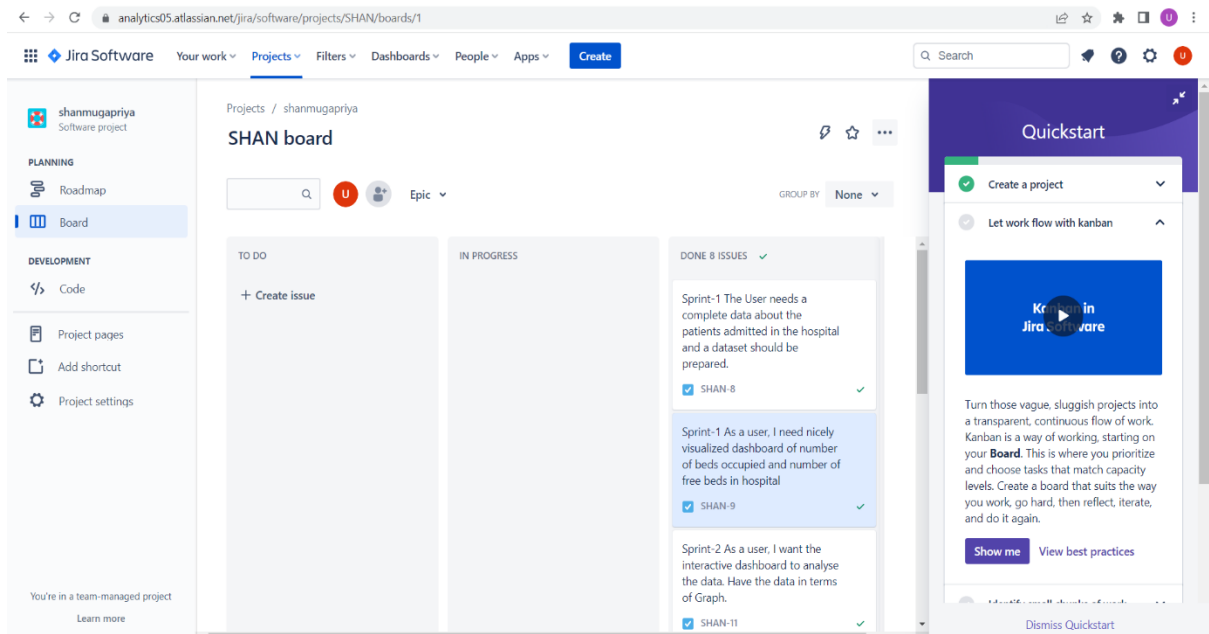 analytics05.atlassian.net/jira/software/projects/SHAN/boards/1
U
Jira Software
Your work
Projects
Filters
Dashboards
People
Apps
Create
Search
U
shanmugapriya
Software project
PLANNING
Roadmap
Board
DEVELOPMENT
Code
Project pages
Add shortcut
Project settings
You're in a team-managed project
Learn more
Projects / shanmugapriya
SHAN board
U
Epic
GROUP BY None
TO DO
+ Create issue
IN PROGRESS
DONE 8 ISSUES
Sprint-1 The User needs a
complete data about the
patients admitted in the hospital
and a dataset should be
prepared.
SHAN-8
Sprint-1 As a user, I need nicely
visualized dashboard of number
of beds occupied and number of
free beds in hospital
SHAN-9
Sprint-2 As a user, I want the
interactive dashboard to analyse
the data. Have the data in terms
of Graph.
SHAN-11
Quickstart
Create a project
Let work flow with kanban
Kanban in
Jira Software
Turn those vague, sluggish projects into
a transparent, continuous flow of work.
Kanban is a way of working, starting on
your Board. This is where you prioritize
and choose tasks that match capacity
levels. Create a board that suits the way
you work, go hard, then reflect, iterate,
and do it again.
Show me
View best practices
Identify small chunks of work
Dismiss Quickstart